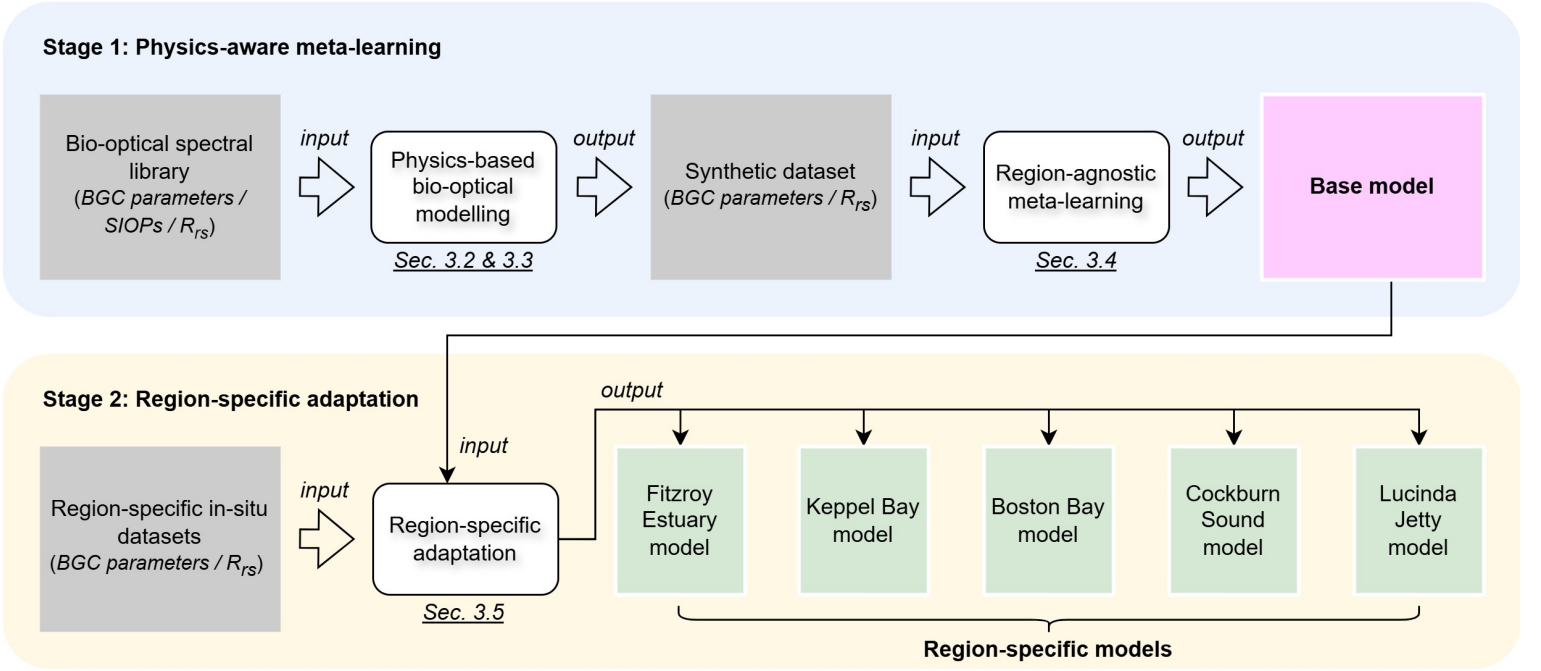 Stage 1: Physics-aware meta-learning
Bio-optical spectral
library
(BGC parameters /
SIOPs / Rrs)
input
Physics-based
bio-optical
modelling
Sec. 3.2 & 3.3
output
Synthetic dataset
(BGC parameters / Rrs)
input
Region-agnostic
meta-learning
Sec. 3.4
output
Base model
Stage 2: Region-specific adaptation
Region-specific in-situ
datasets
(BGC parameters / Rrs)
input
input
Region-specific
adaptation
Sec. 3.5
output
Fitzroy
Estuary
model
Keppel Bay
model
Boston Bay
model
Cockburn
Sound
model
Lucinda
Jetty
model
Region-specific models